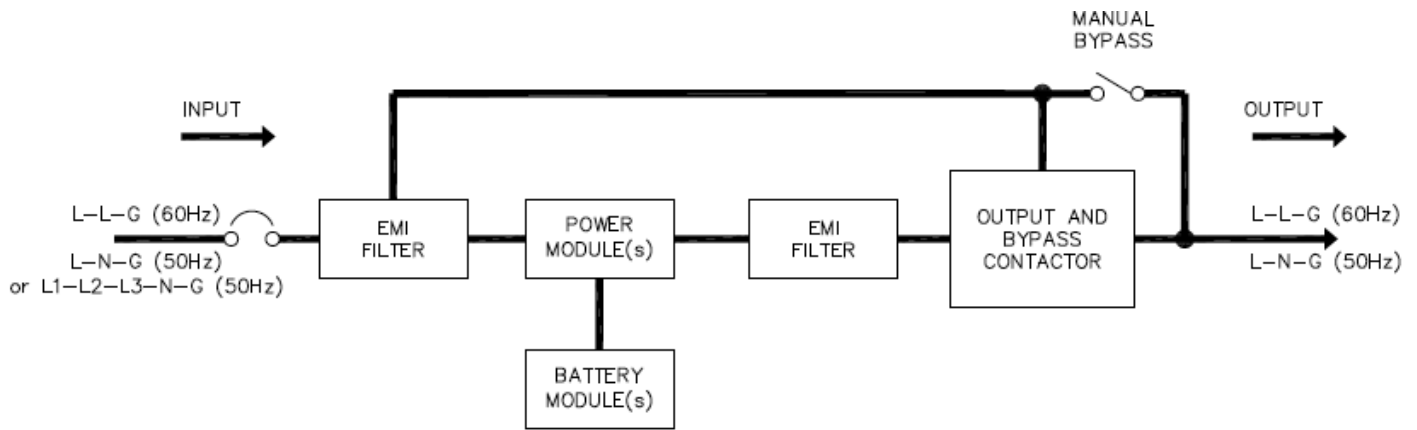 MANUAL
BYPASS
INPUT
OUTPUT
L-L-G (60Hz)
L-N-G (50Hz)
or L1-L2-L3-N-G (50Hz)
EMI
FILTER
POWER
MODULE(s)
EMI
FILTER
OUTPUT AND
BYPASS
CONTACTOR
L-L-G (60Hz)
L-N-G (50Hz)
BATTERY
MODULE(s)